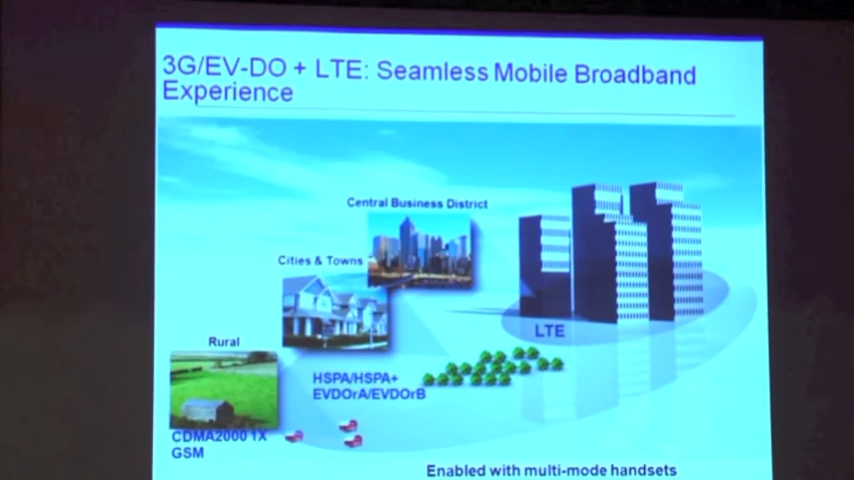 3G/EV-DO + LTE: Seamless Mobile Broadband
Experience
Central Business District
Cities & Towns
LTE
Rural
HSPA/HSPA+
EVDOrA/EVDOrB
CDMA2000 1X
GSM
Enabled with multi-mode handsets